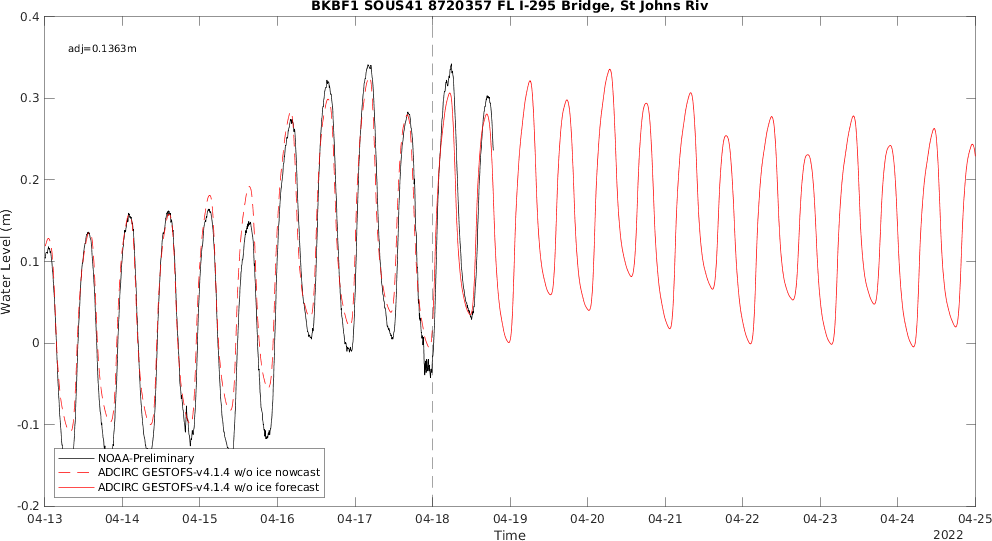 BKBF1 SOUS41 8720357 FL I-295 Bridge, St Johns Riv
0.4
adj=0.1363m
0.3
0.2
0.1
0
-0.1
-0.2
Water Level (m)
NOAA-Preliminary
ADCIRC GESTOFS-v4.1.4 w/o ice nowcast
ADCIRC GESTOFS-v4.1.4 w/o ice forecast
04-13 04-14 04-15 04-16 04-17 04-18 04-19 04-20 04-21 04-22 04-23 04-24 04-25
Time
2022